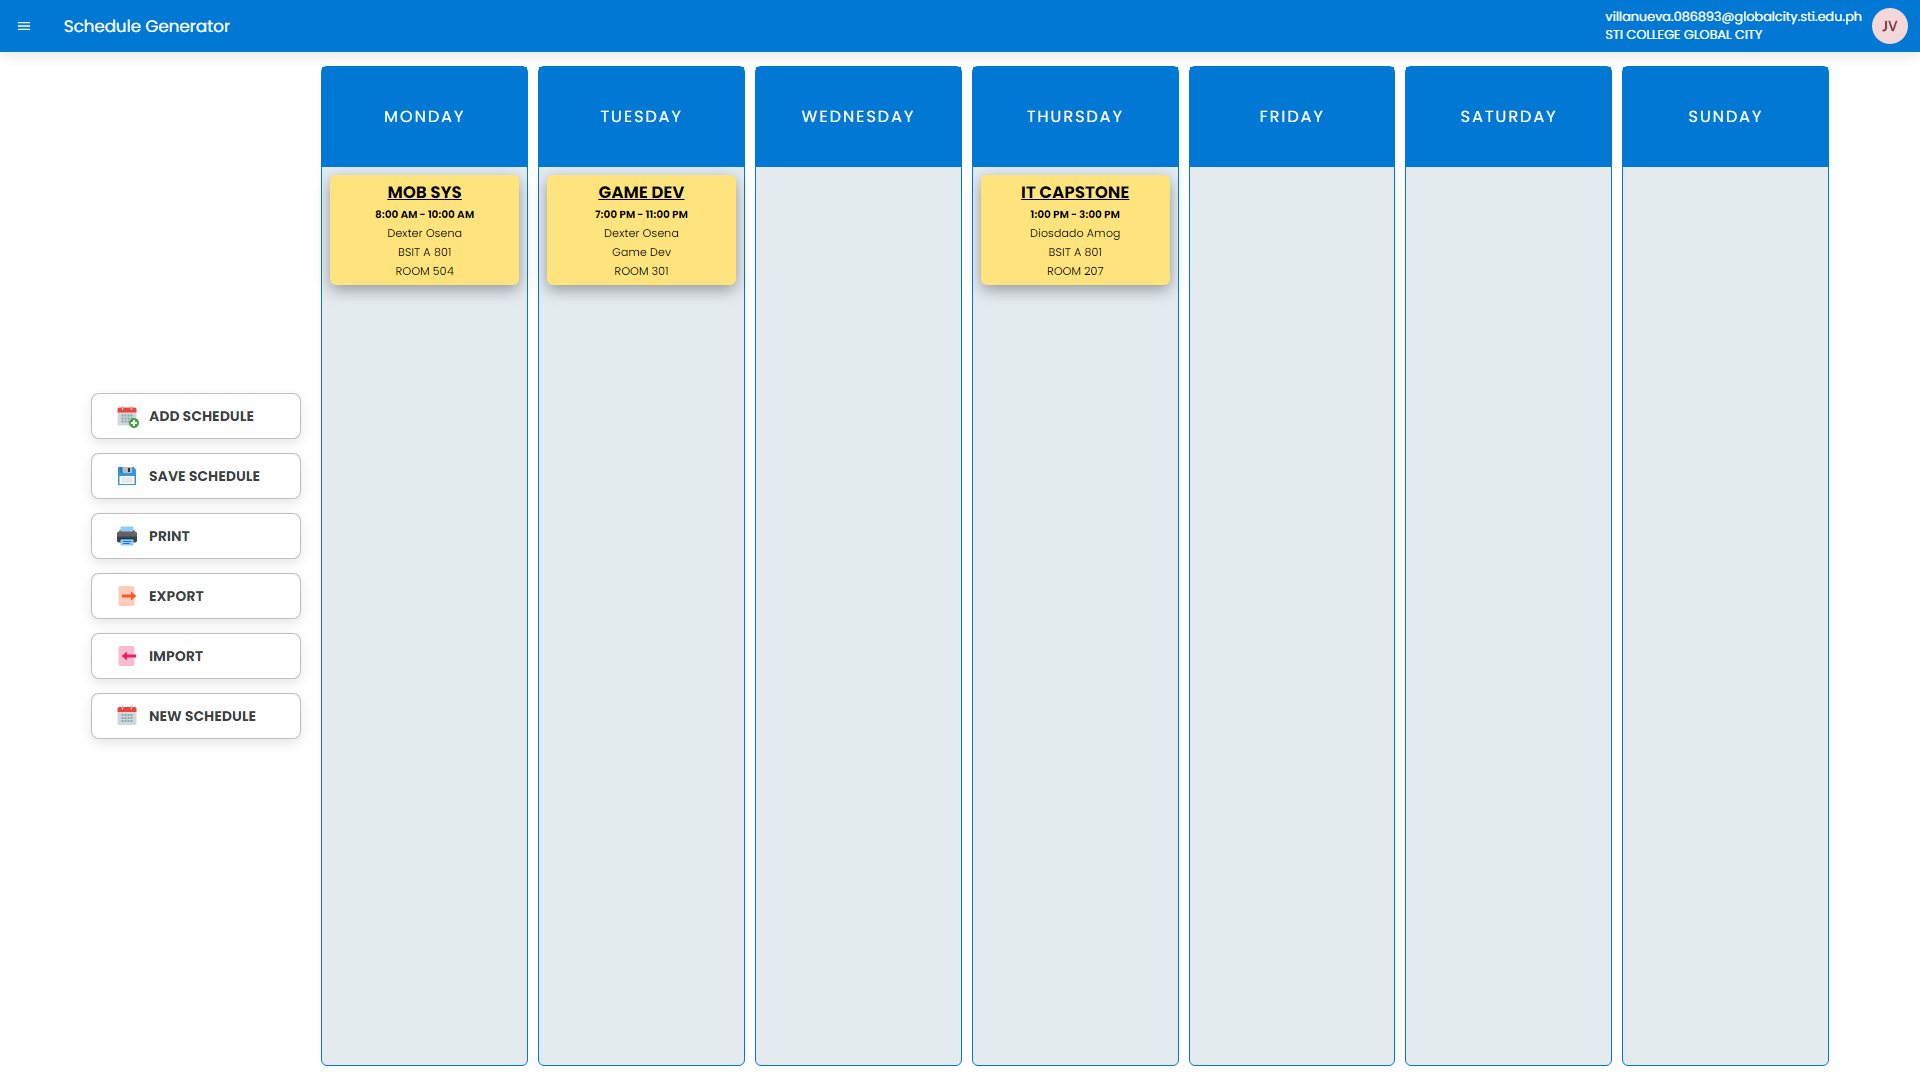 Schedule Generator
villanueva.086893@globalcity.sti.edu.ph
STI COLLEGE GLOBAL CITY
JV
MONDAY
TUESDAY
WEDNESDAY
THURSDAY
FRIDAY
SATURDAY
SUNDAY
MOB SYS
8:00 AM - 10:00 AM
Dexter Osena
BSIT A 801
ROOM 504
GAME DEV
7:00 PM - 11:00 PM
Dexter Osena
Game Dev
ROOM 301
IT CAPSTONE
1:00 PM - 3:00 PM
Diosdado Amog
BSIT A 801
ROOM 207
ADD SCHEDULE
SAVE SCHEDULE
PRINT
EXPORT
IMPORT
NEW SCHEDULE